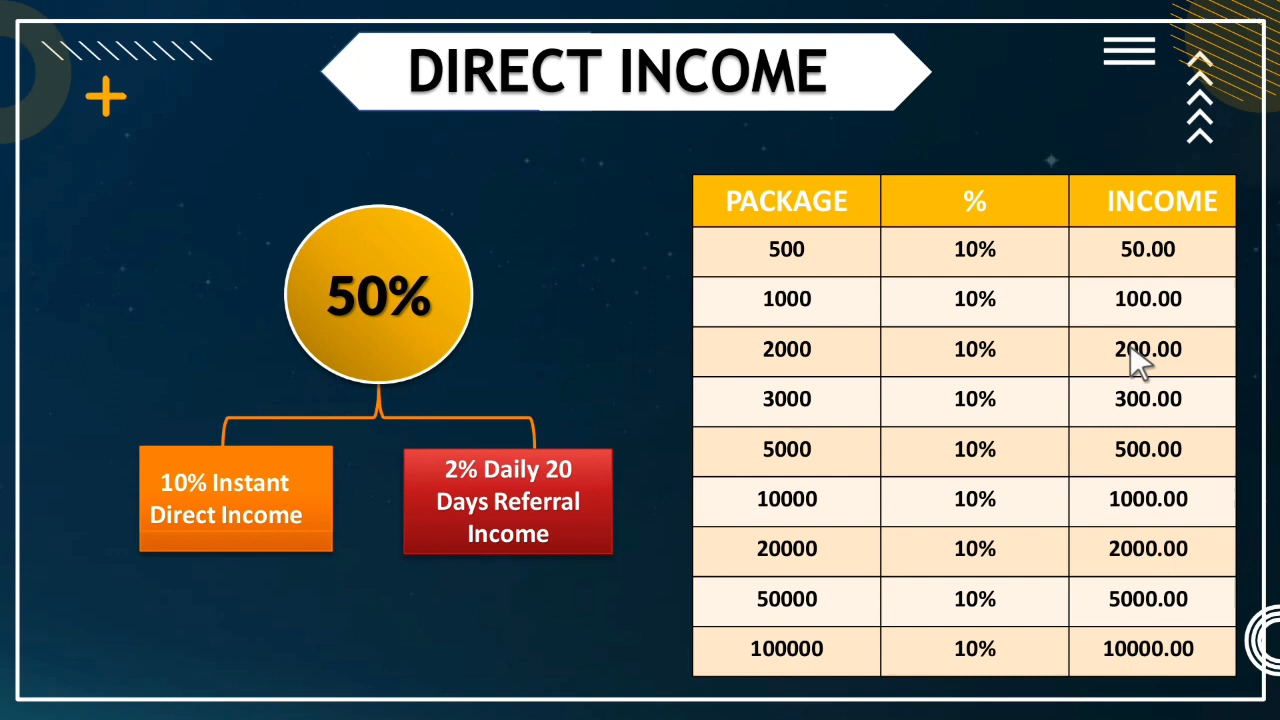 DIRECT INCOME
50%
10% Instant
Direct Income
2% Daily 20
Days Referral
Income
PACKAGE % INCOME
500 10% 50.00
1000 10% 100.00
2000 10% 200.00
3000 10% 300.00
5000 10% 500.00
10000 10% 1000.00
20000 10% 2000.00
50000 10% 5000.00
100000 10% 10000.00